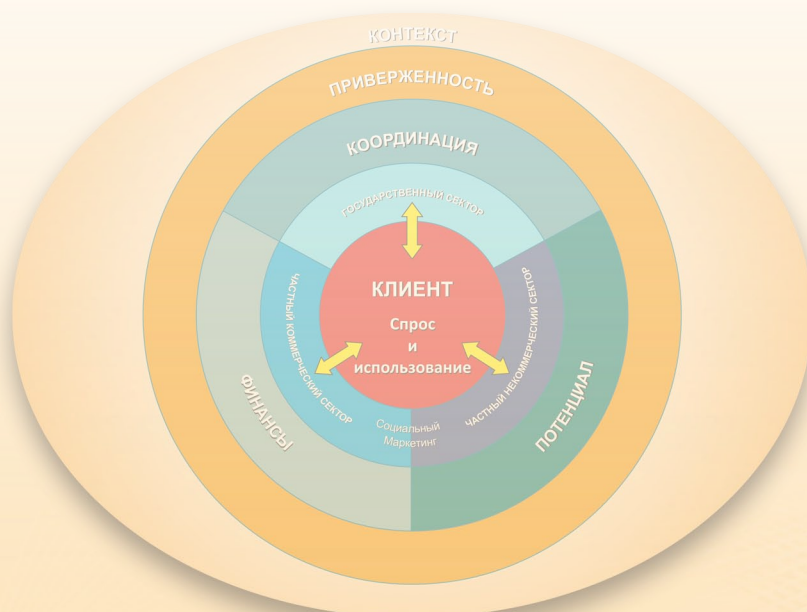 КОНТЕКСТ
ПРИВЕРЖЕННОСТЬ
КООРДИНАЦИЯ
ГОСУДАРСТВЕННЫЙ СЕКТОР
КЛИЕНТ
Спрос
и
использование
ЧАСТНЫЙ КОММЕРЧЕСКИЙ СЕКТОР
ЧАСТНЫЙ НЕКОММЕРЧЕСКИЙ СЕКТОР
Социальный
Маркетинг
ФИНАНСЫ
ПОТЕНЦИАЛ